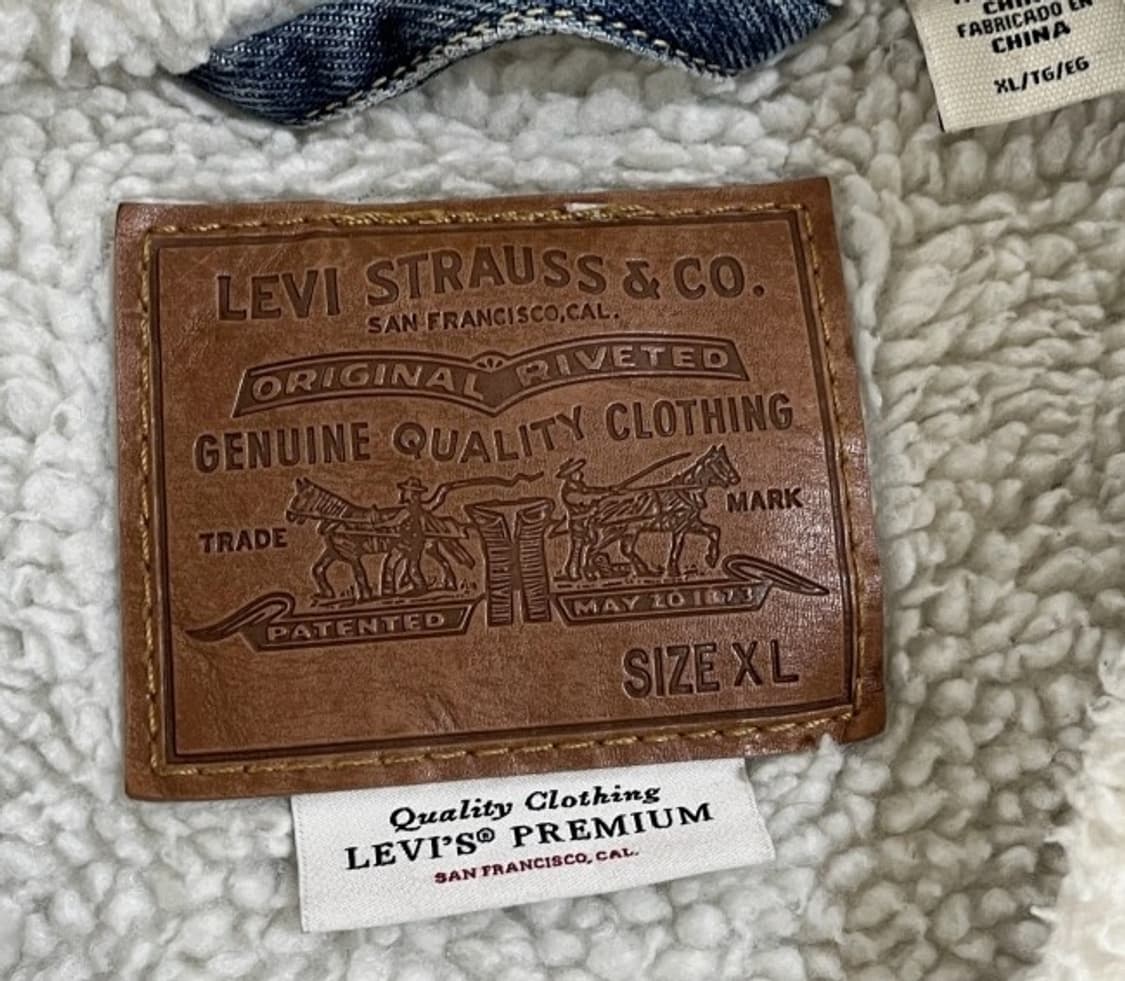 FABRICADO EN
CHINA
XL/TG/EG
LEVI STRAUSS & CO.
SAN FRANCISCO, CAL.
ORIGINAL RIVETED
GENUINE QUALITY CLOTHING
TRADE MARK
PATENTED MAY 20 1873
SIZE XL
Quality Clothing
LEVI'S® PREMIUM
SAN FRANCISCO, CAL.